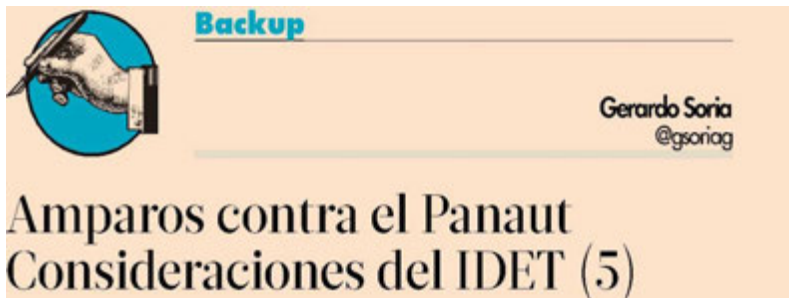 Backup
Gerardo Soria
@gsoriag
Amparos contra el Panaut
Consideraciones del IDET (5)